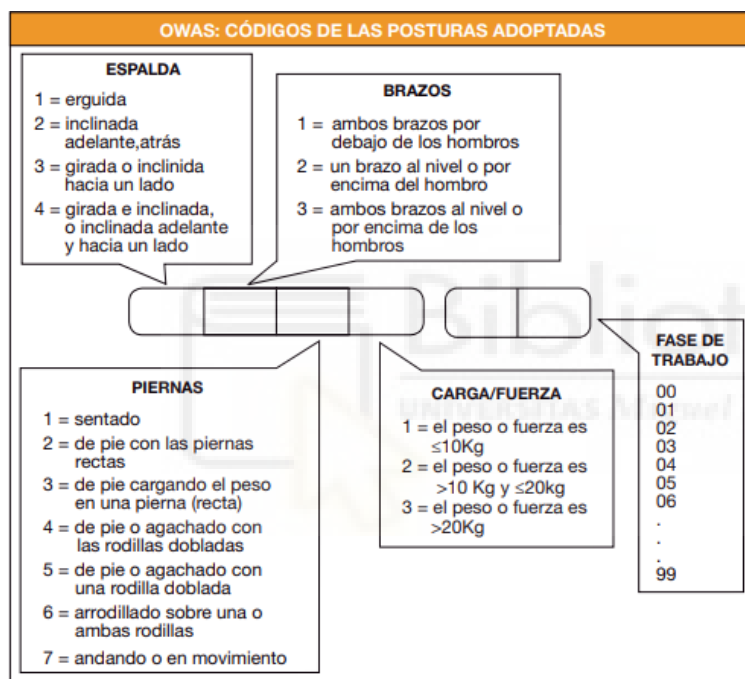 OWAS: CÓDIGOS DE LAS POSTURAS ADOPTADAS
ESPALDA
1 = erguida
2 = inclinada
adelante,atrás
3 = girada o inclinida
hacia un lado
4 = girada e inclinada,
o inclinada adelante
y hacia un lado
BRAZOS
1 = ambos brazos por
debajo de los hombros
2 = un brazo al nivel o por
encima del hombro
3 = ambos brazos al nivel o
por encima de los
hombros
PIERNAS
1 = sentado
2 = de pie con las piernas
rectas
3 = de pie cargando el peso
en una pierna (recta)
4 = de pie o agachado con
las rodillas dobladas
5 = de pie o agachado con
una rodilla doblada
6 = arrodillado sobre una o
ambas rodillas
7 = andando o en movimiento
CARGA/FUERZA
1 = el peso o fuerza es
≤10Kg
2 = el peso o fuerza es
>10 Kg y ≤20kg
3 = el peso o fuerza es
>20Kg
FASE DE
TRABAJO
00
01
02
03
04
05
06
.
.
.
99
Bibliot
UNIVERSITAS Miguel